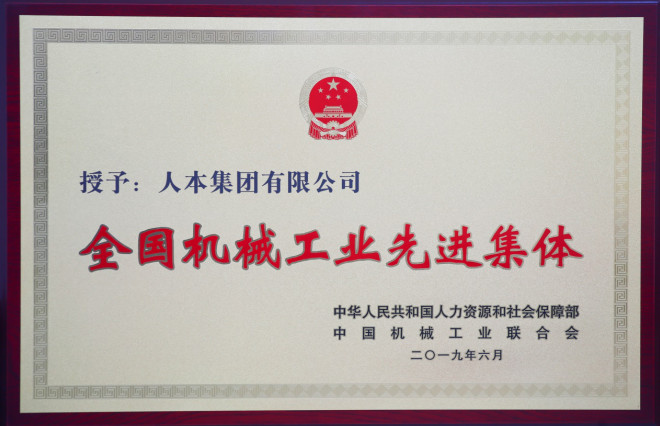 授予：人本集团有限公司
全国机械工业先进集体
中华人民共和国人力资源和社会保障部
中国机械工业联合会
二〇一九年六月